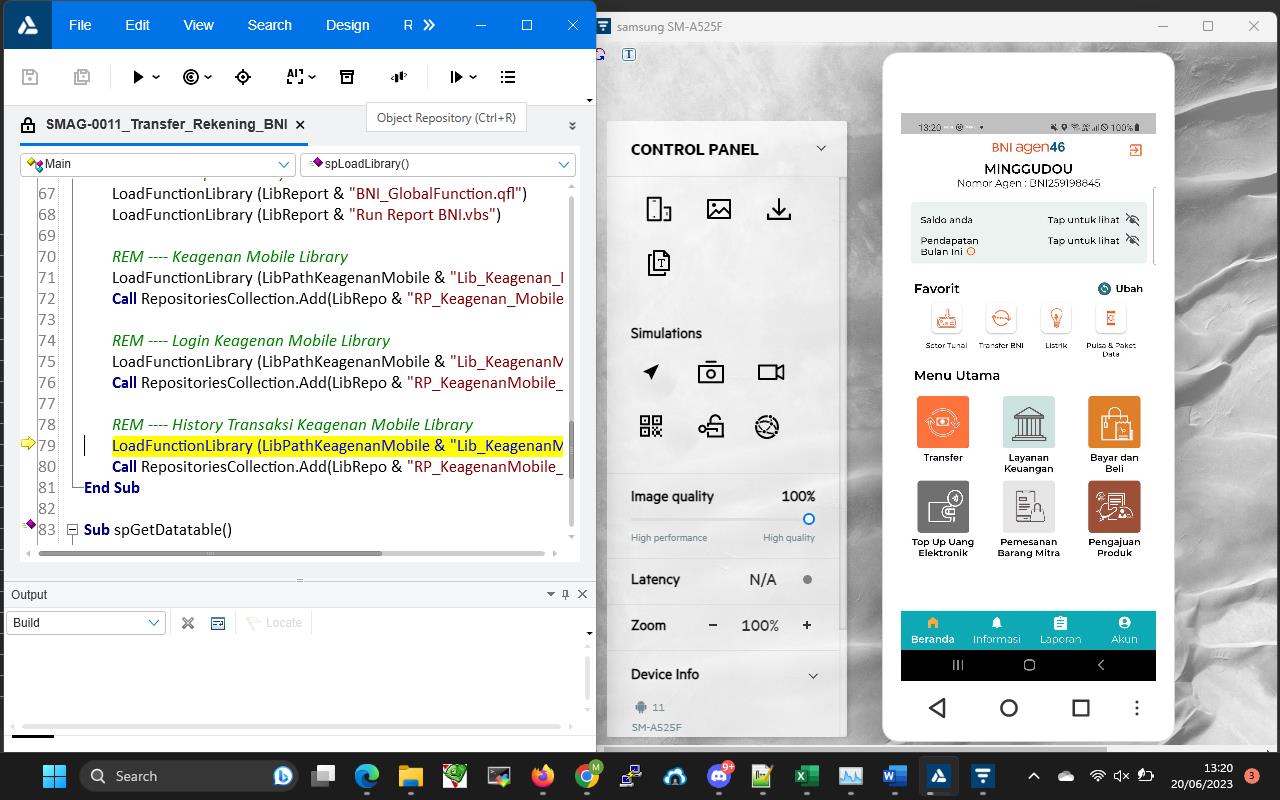 File Edit View Search Design R
Object Repository (Ctrl+R)
SMAG-0011_Transfer_Rekening_BNI
Main
spLoadLibrary()
67 LoadFunctionLibrary (LibReport & "BNI_GlobalFunction.qfl")
68 LoadFunctionLibrary (LibReport & "Run Report BNI.vbs")
69
70 REM ---- Keagenan Mobile Library
71 LoadFunctionLibrary (LibPathKeagenanMobile & "Lib_Keagenan_
72 Call RepositoriesCollection.Add(LibRepo & "RP_Keagenan_Mobile
73
74 REM ---- Login Keagenan Mobile Library
75 LoadFunctionLibrary (LibPathKeagenanMobile & "Lib_KeagenanM
76 Call RepositoriesCollection.Add(LibRepo & "RP_KeagenanMobile_
77
78 REM ---- History Transaksi Keagenan Mobile Library
79 LoadFunctionLibrary (LibPathKeagenanMobile & "Lib_KeagenanM
80 Call RepositoriesCollection.Add(LibRepo & "RP_KeagenanMobile_
81 End Sub
82
83 Sub spGetDatatable()
Output
Build
Locate
samsung SM-A525F
CONTROL PANEL
Simulations
Image quality 100%
High performance High quality
Latency N/A
Zoom - 100% +
Device Info
11
SM-A525F
13:20 100%
BNI agen46
MINGGUDOU
Nomor Agen : BNI259198845
Saldo anda Tap untuk lihat
Pendapatan Tap untuk lihat
Bulan Ini
Favorit Ubah
Setor Tunai Transfer BNI Listrik Pulsa & Paket
Data
Menu Utama
Transfer Layanan Bayar dan
Keuangan Beli
Top Up Uang Pemesanan Pengajuan
Elektronik Barang Mitra Produk
Beranda Informasi Laporan Akun
Search
M
9+
13:20
20/06/2023
3